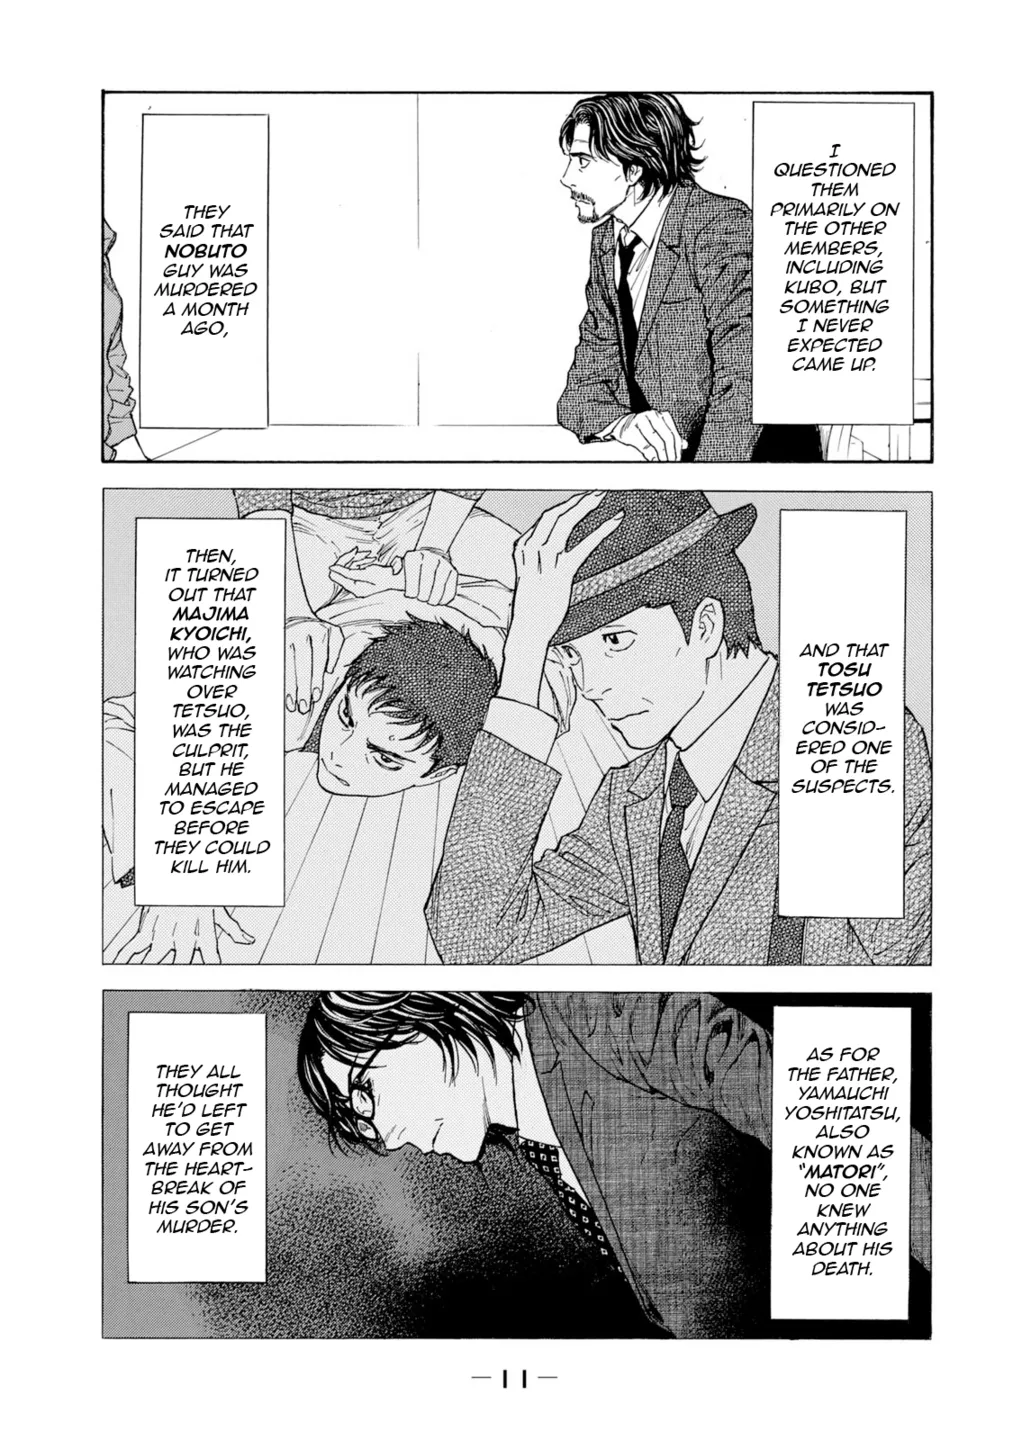 I
QUESTIONED
THEM
PRIMARILY ON
THE OTHER
MEMBERS,
INCLUDING
KUBO, BUT
SOMETHING
I NEVER
EXPECTED
CAME UP.
THEY
SAID THAT
NOBUTO
GUY WAS
MURDERED
A MONTH
AGO,
AND THAT
TOSU
TETSUO
WAS
CONSID-
ERED ONE
OF THE
SUSPECTS.
THEN,
IT TURNED
OUT THAT
MAJIMA
KYOICHI,
WHO WAS
WATCHING
OVER
TETSUO,
WAS THE
CULPRIT,
BUT HE
MANAGED
TO ESCAPE
BEFORE
THEY COULD
KILL HIM.
AS FOR
THE FATHER,
YAMAUCHI
YOSHITATSU,
ALSO
KNOWN AS
"MATORI",
NO ONE
KNEW
ANYTHING
ABOUT HIS
DEATH.
THEY ALL
THOUGHT
HE'D LEFT
TO GET
AWAY FROM
THE HEART-
BREAK OF
HIS SON'S
MURDER.
— 11 —